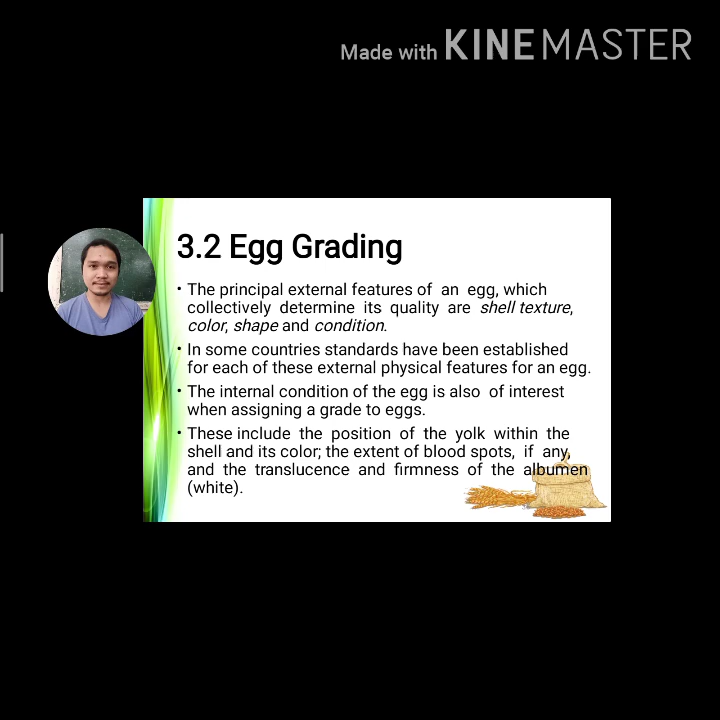 Made with KINEMASTER
3.2 Egg Grading
• The principal external features of an egg, which
collectively determine its quality are shell texture,
color, shape and condition.
• In some countries standards have been established
for each of these external physical features for an egg.
• The internal condition of the egg is also of interest
when assigning a grade to eggs.
• These include the position of the yolk within the
shell and its color; the extent of blood spots, if any,
and the translucence and firmness of the albumen
(white).